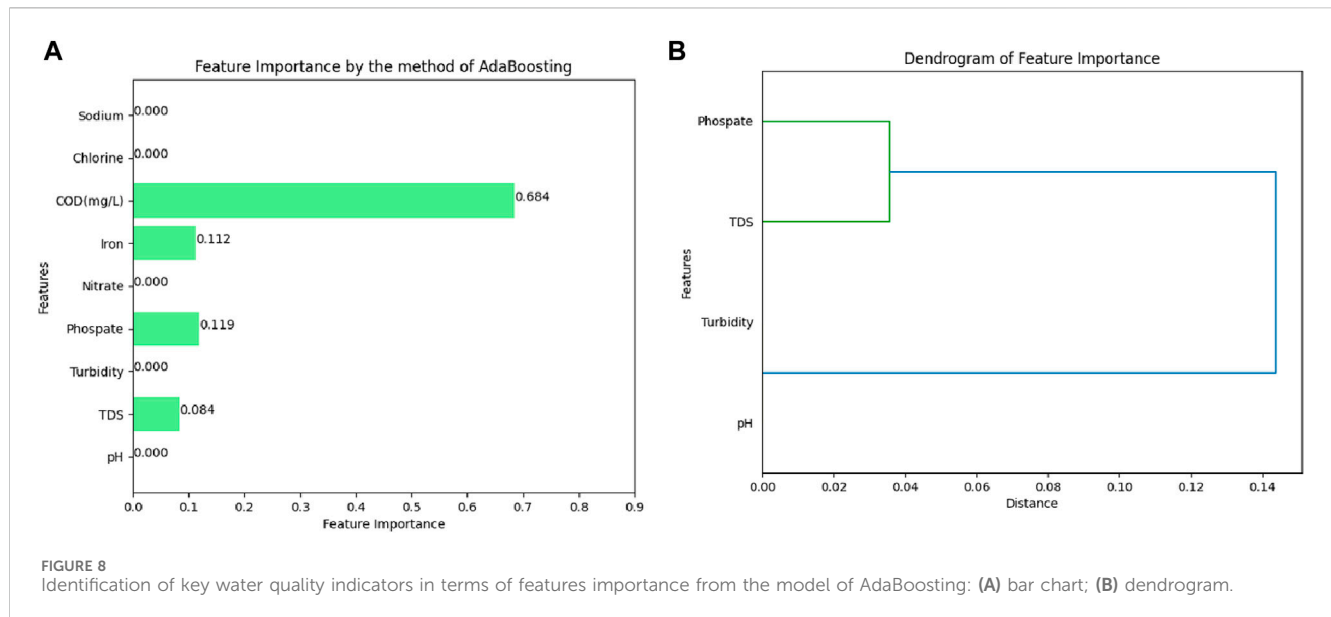 A
Feature Importance by the method of AdaBoosting
Features
Sodium 0.000
Chlorine 0.000
COD(mg/L) 0.684
Iron 0.112
Nitrate 0.000
Phospate 0.119
Turbidity 0.000
TDS 0.084
pH 0.000
0.0 0.1 0.2 0.3 0.4 0.5 0.6 0.7 0.8 0.9
Feature Importance
B
Dendrogram of Feature Importance
Features
Phospate
TDS
Turbidity
pH
0.00 0.02 0.04 0.06 0.08 0.10 0.12 0.14
Distance
FIGURE 8
Identification of key water quality indicators in terms of features importance from the model of AdaBoosting: (A) bar chart; (B) dendrogram.